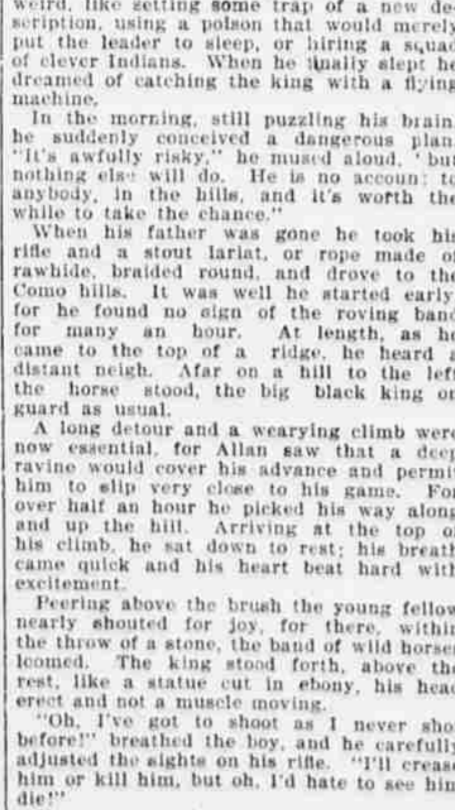 weird, like setting some trap of a new de-
scription, using a poison that would merely
put the leader to sleep, or hiring a squad
of clever Indians. When he finally slept he
dreamed of catching the king with a flying
machine.
In the morning, still puzzling his brain,
he suddenly conceived a dangerous plan.
"It's awfully risky," he mused aloud, 'but
nothing else will do. He is no account to
anybody, in the hills, and it's worth the
while to take the chance."
When his father was gone he took his
rifle and a stout lariat, or rope made of
rawhide, braided round, and drove to the
Como hills. It was well he started early,
for he found no sign of the roving band
for many an hour. At length, as he
came to the top of a ridge, he heard a
distant neigh. Afar on a hill to the left
the horse stood, the big black king on
guard as usual.
A long detour and a wearying climb were
now essential, for Allan saw that a deep
ravine would cover his advance and permit
him to slip very close to his game. For
over half an hour he picked his way along
and up the hill. Arriving at the top of
his climb, he sat down to rest; his breath
came quick and his heart beat hard with
excitement.
Peering above the brush the young fellow
nearly shouted for joy, for there, within
the throw of a stone, the band of wild horses
loomed. The king stood forth, above the
rest, like a statue cut in ebony, his head
erect and not a muscle moving.
"Oh, I've got to shoot as I never shot
before!" breathed the boy, and he carefully
adjusted the sights on his rifle. "I'll crease
him or kill him, but oh, I'd hate to see him
die!"